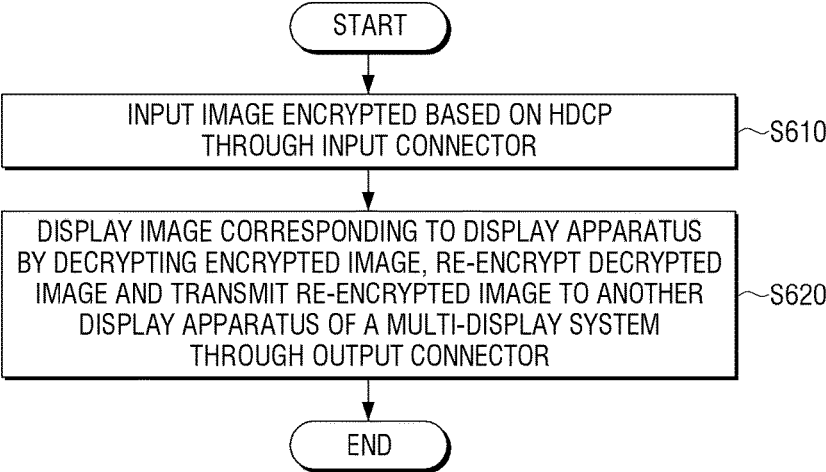 START
INPUT IMAGE ENCRYPTED BASED ON HDCP
THROUGH INPUT CONNECTOR
S610
DISPLAY IMAGE CORRESPONDING TO DISPLAY APPARATUS
BY DECRYPTING ENCRYPTED IMAGE, RE-ENCRYPT DECRYPTED
IMAGE AND TRANSMIT RE-ENCRYPTED IMAGE TO ANOTHER
DISPLAY APPARATUS OF A MULTI-DISPLAY SYSTEM
THROUGH OUTPUT CONNECTOR
S620
END